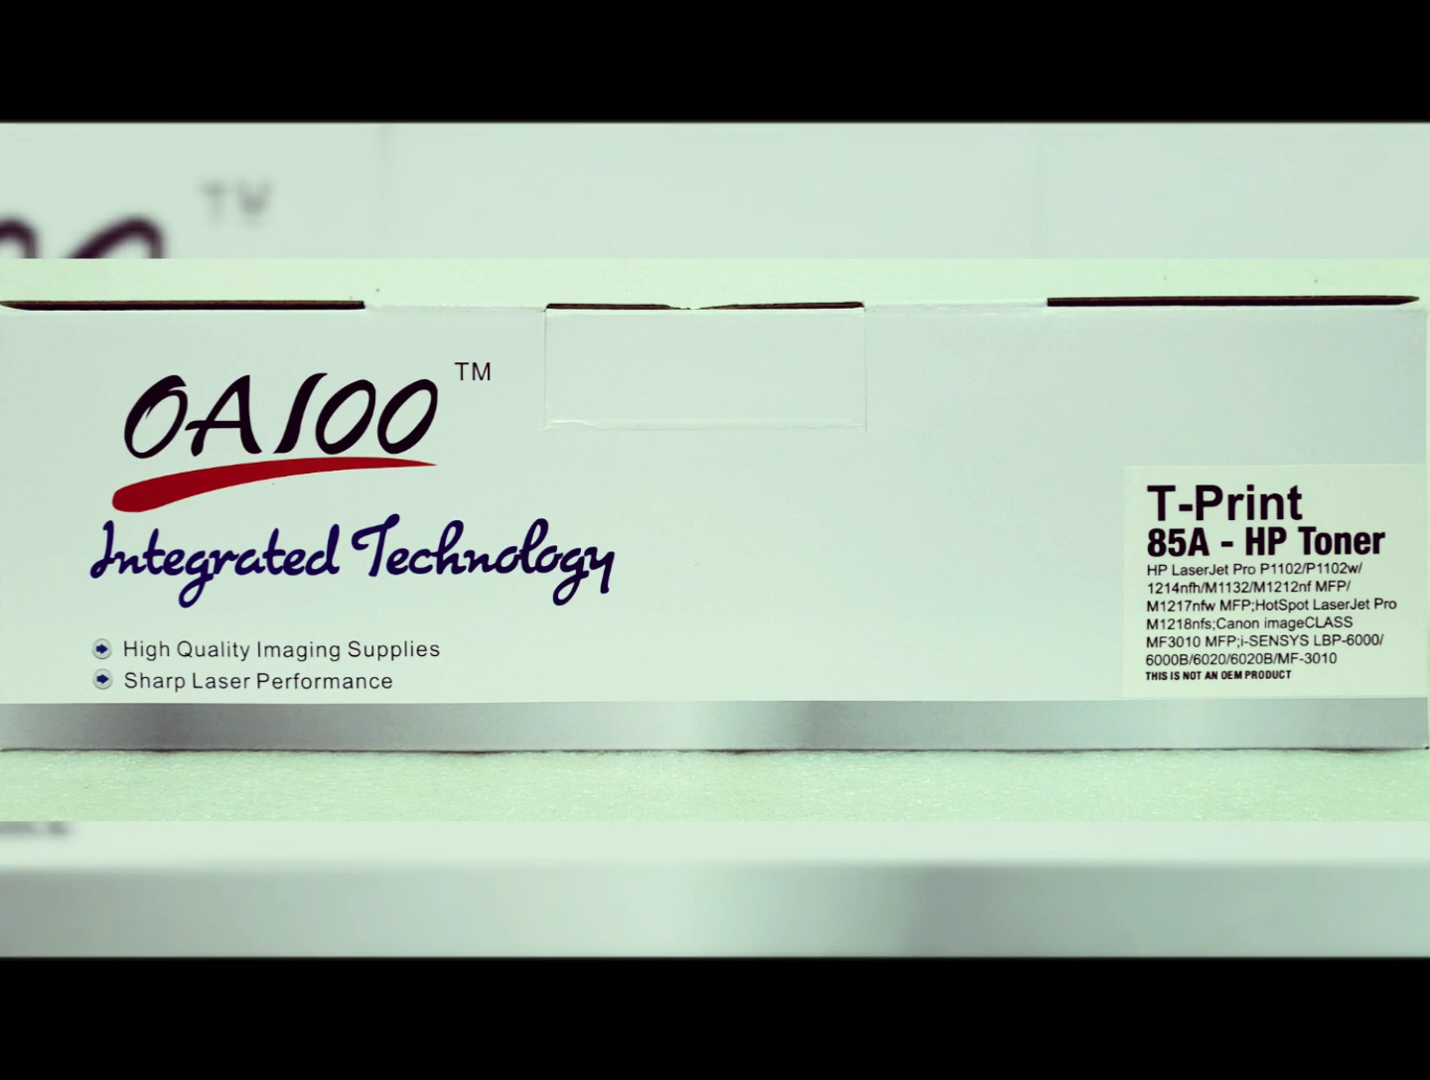 OA100 TM
Integrated Technology
High Quality Imaging Supplies
Sharp Laser Performance
T-Print
85A - HP Toner
HP LaserJet Pro P1102/P1102w/
1214nfh/M1132/M1212nf MFP/
M1217nfw MFP;HotSpot LaserJet Pro
M1218nfs;Canon imageCLASS
MF3010 MFP;i-SENSYS LBP-6000/
6000B/6020/6020B/MF-3010
THIS IS NOT AN OEM PRODUCT